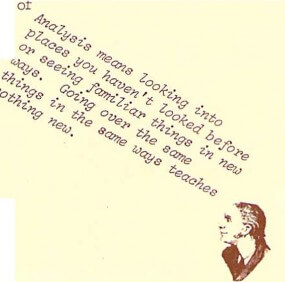 Analysis means looking into
places you haven't looked before
or seeing familiar things in new
ways. Going over the same
things in the same ways teaches
othing new.